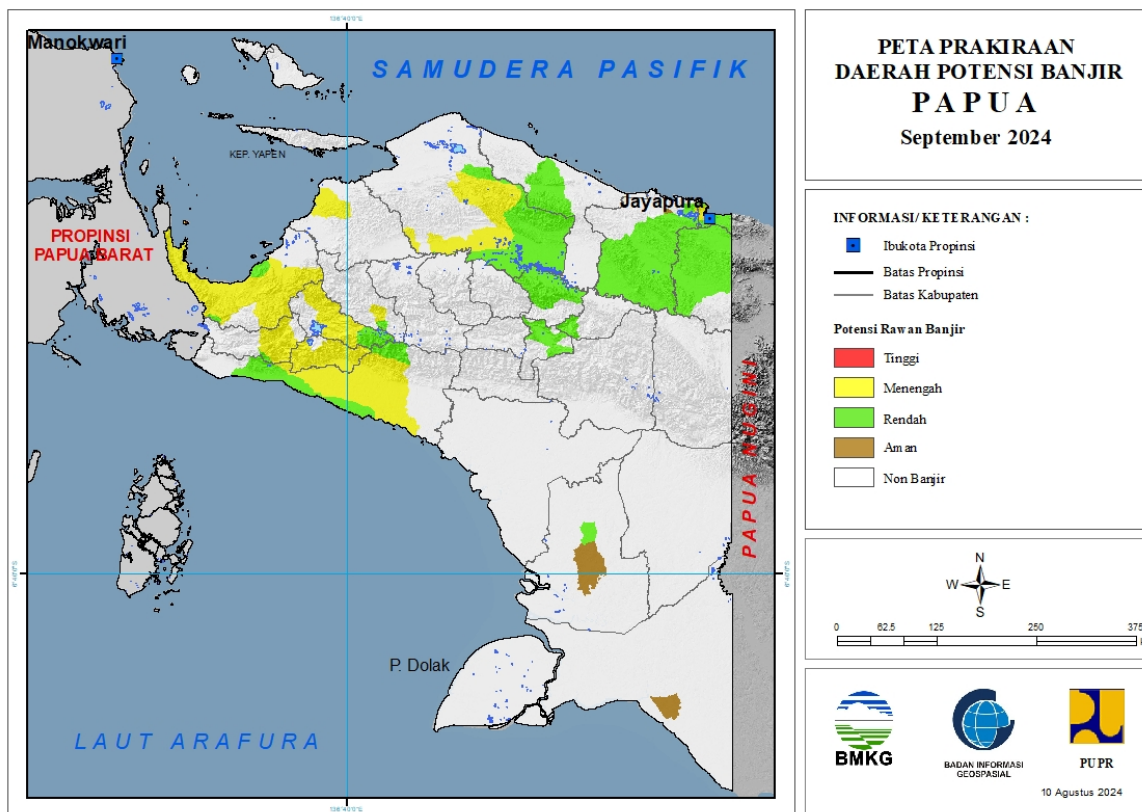 Manokwari
SAMUDERA PASIFIK
KEP. YAPEN
Jayapura
PROPINSI
PAPUA BARAT
PAPUA NUGINI
P. Dolak
LAUT ARAFURA
PETA PRAKIRAAN
DAERAH POTENSI BANJIR
PAPUA
September 2024
INFORMASI/KETERANGAN :
Ibukota Propinsi
Batas Propinsi
Batas Kabupaten
Potensi Rawan Banjir
Tinggi
Menengah
Rendah
Aman
Non Banjir
N
W E
S
0 62.5 125 250 375
BMKG
BADAN INFORMASI
GEOSPASIAL
PUPR
10 Agustus 2024